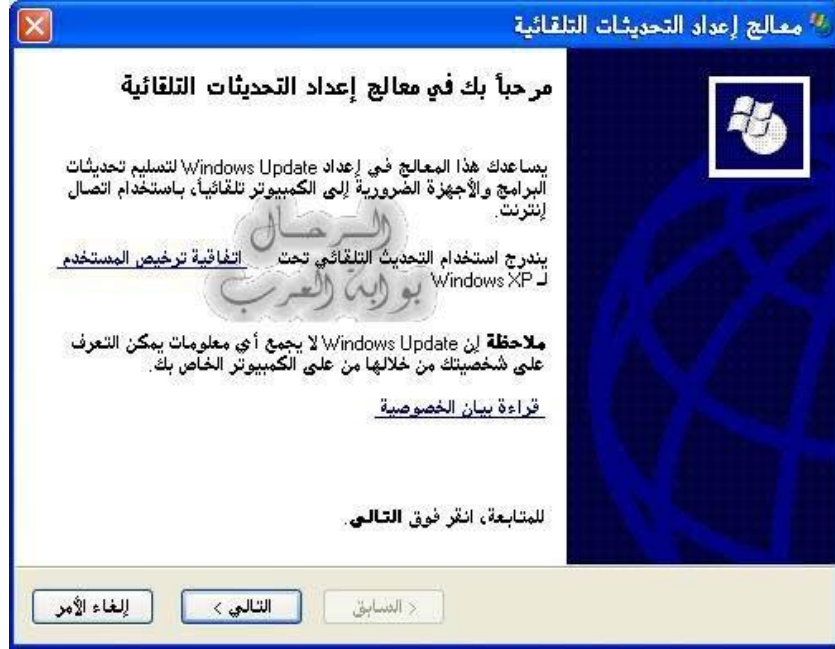 معالج إعداد التحديثات التلقائية
مرحباً بك في معالج إعداد التحديثات التلقائية
يساعدك هذا المعالج في إعداد Windows Update لتسليم تحديثات
البرامج والأجهزة الضرورية إلى الكمبيوتر تلقائياً، باستخدام اتصال
إنترنت.
الرحال
يندرج استخدام التحديث التلقائي تحت اتفاقية ترخيص المستخدم
لـ Windows XP
بوابة العرب
ملاحظة إن Windows Update لا يجمع أي معلومات يمكن التعرف
على شخصيتك من خلالها من على الكمبيوتر الخاص بك.
قراءة بيان الخصوصية
للمتابعة، انقر فوق التالي.
< السابق
التالي >
إلغاء الأمر